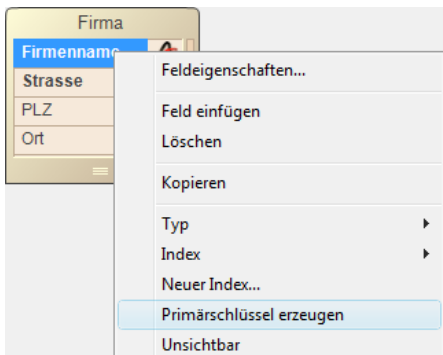 Firma
Firmenname
Strasse
PLZ
Ort
Feldeigenschaften...
Feld einfügen
Löschen
Kopieren
Typ
Index
Neuer Index...
Primärschlüssel erzeugen
Unsichtbar